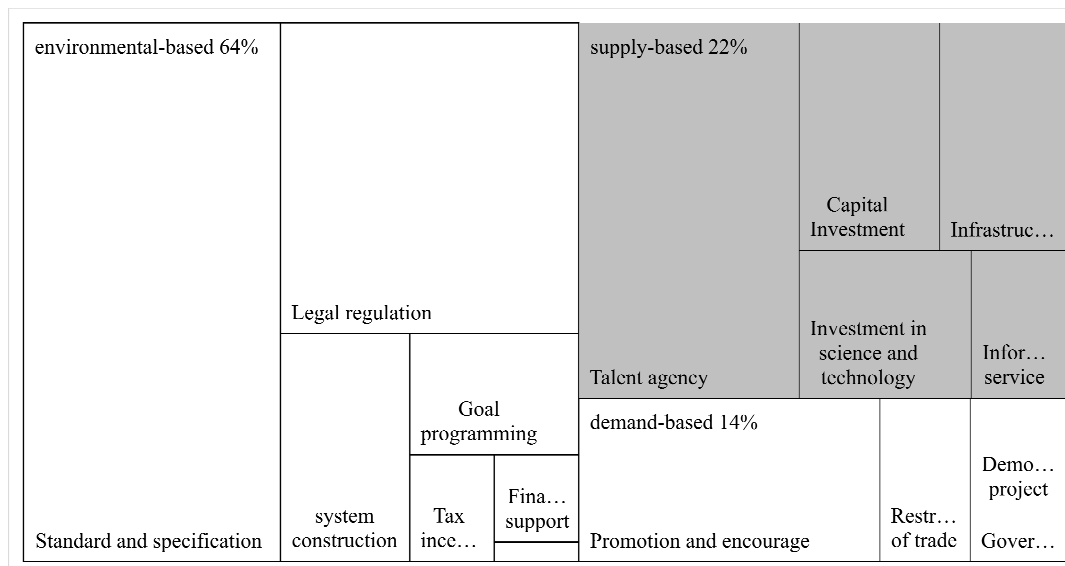 environmental-based 64%
Standard and specification
Legal regulation
system
construction
Goal
programming
Tax
ince…
Fina…
support
supply-based 22%
Talent agency
Capital
Investment
Infrastruc…
Investment in
science and
technology
Infor…
service
demand-based 14%
Promotion and encourage
Restr…
of trade
Demo…
project
Gover…